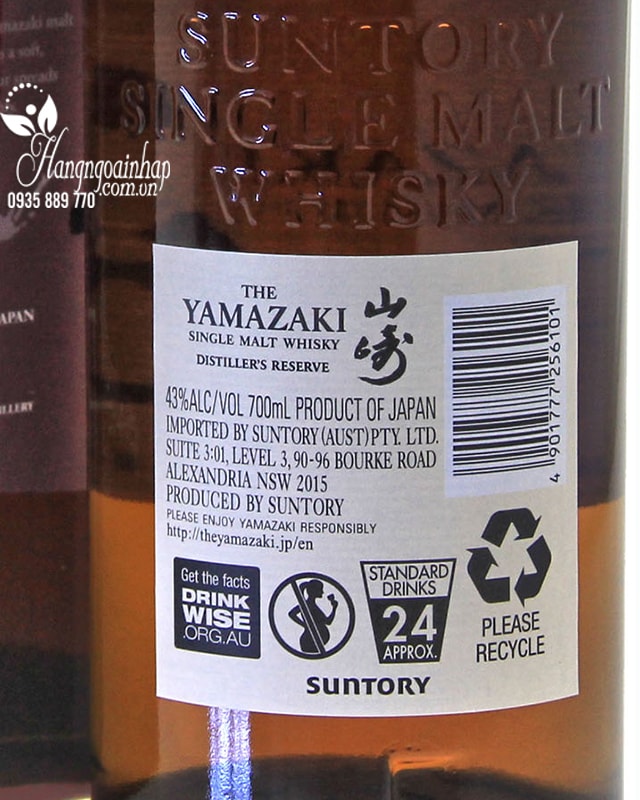 SUNTORY
SINGLE MALT
WHISKY
Hangngoainhap
.com.vn
0935 889 770
THE
YAMAZAKI
SINGLE MALT WHISKY
DISTILLER'S RESERVE
山崎
43%ALC/VOL 700mL PRODUCT OF JAPAN
IMPORTED BY SUNTORY (AUST) PTY. LTD.
SUITE 3:01, LEVEL 3, 90-96 BOURKE ROAD
ALEXANDRIA NSW 2015
PRODUCED BY SUNTORY
PLEASE ENJOY YAMAZAKI RESPONSIBLY
http://theyamazaki.jp/en
4 901777 256101
Get the facts
DRINK
WISE
.ORG.AU
STANDARD
DRINKS
24
APPROX.
PLEASE
RECYCLE
SUNTORY